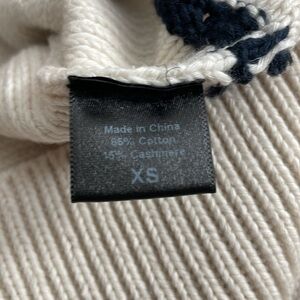 Made in China
85% Cotton
15% Cashmere
XS